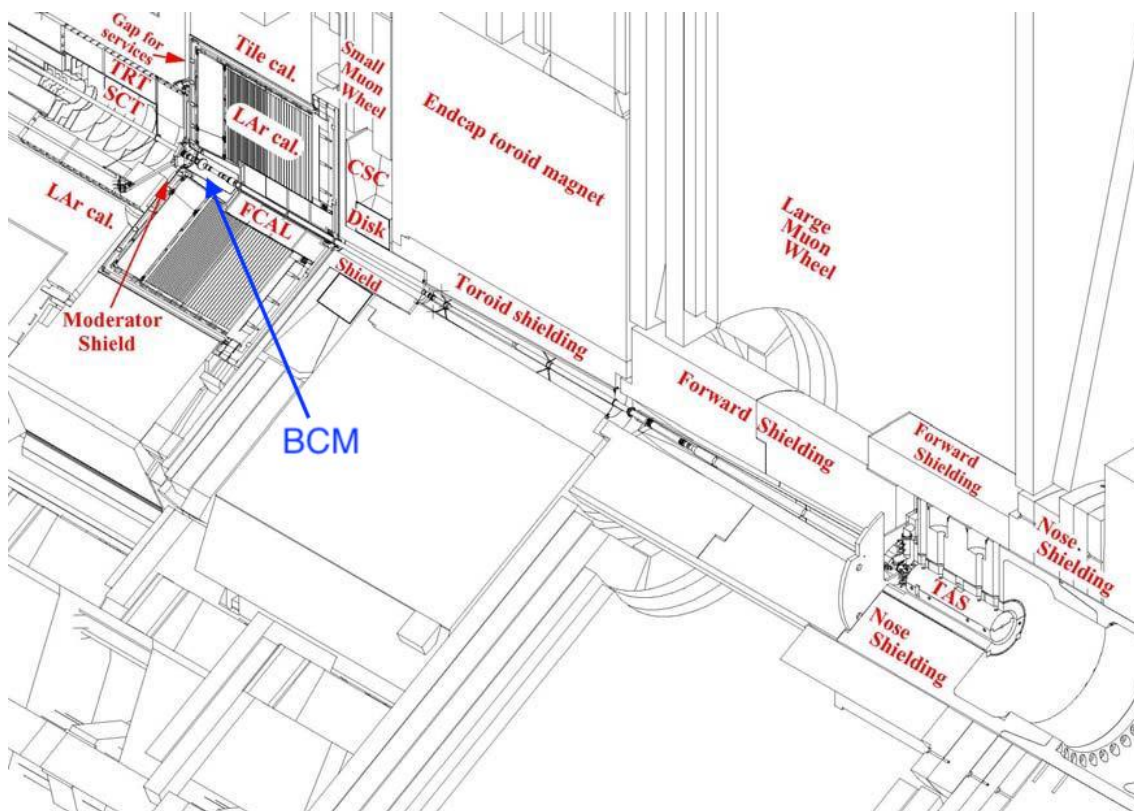 Gap for
services
TRT
SCT
Tile cal.
LAr cal.
Small
Muon
Wheel
CSC
Disk
Endcap toroid magnet
Large
Muon
Wheel
LAr cal.
FCAL
Shield
Toroid shielding
Moderator
Shield
BCM
Forward Shielding
Forward
Shielding
Nose
Shielding
TAS
Nose
Shielding